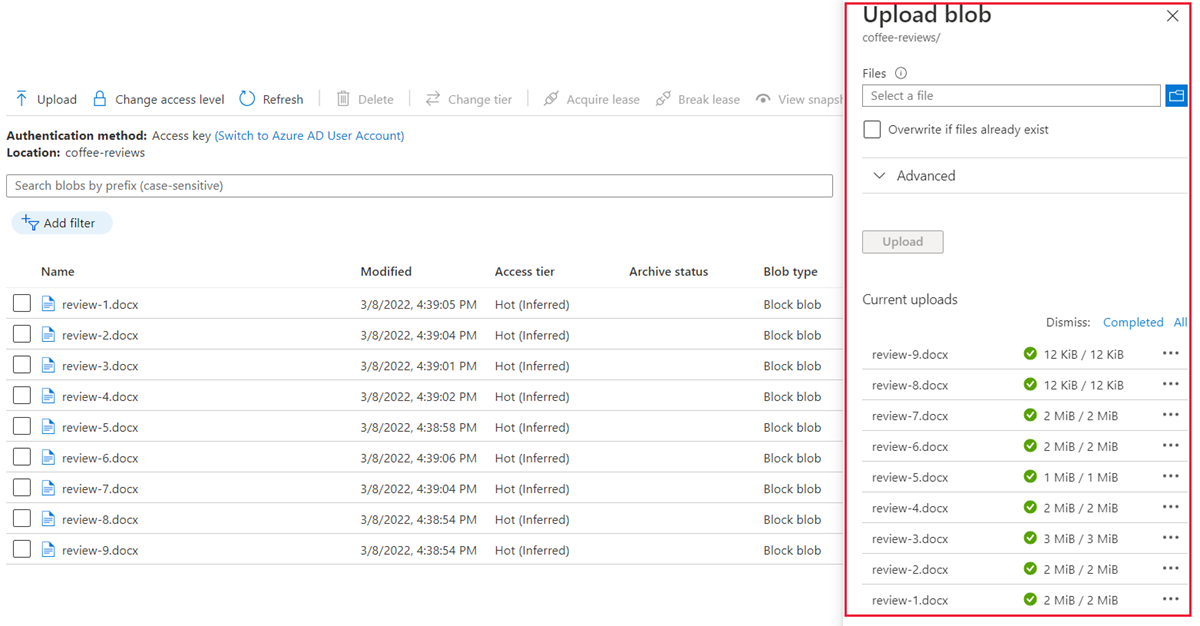 Upload Change access level Refresh Delete Change tier Acquire lease Break lease View snapsh
Authentication method: Access key (Switch to Azure AD User Account)
Location: coffee-reviews
Search blobs by prefix (case-sensitive)
Add filter
Name Modified Access tier Archive status Blob type
review-1.docx 3/8/2022, 4:39:05 PM Hot (Inferred) Block blob
review-2.docx 3/8/2022, 4:39:04 PM Hot (Inferred) Block blob
review-3.docx 3/8/2022, 4:39:01 PM Hot (Inferred) Block blob
review-4.docx 3/8/2022, 4:39:02 PM Hot (Inferred) Block blob
review-5.docx 3/8/2022, 4:38:58 PM Hot (Inferred) Block blob
review-6.docx 3/8/2022, 4:39:06 PM Hot (Inferred) Block blob
review-7.docx 3/8/2022, 4:39:04 PM Hot (Inferred) Block blob
review-8.docx 3/8/2022, 4:38:54 PM Hot (Inferred) Block blob
review-9.docx 3/8/2022, 4:38:54 PM Hot (Inferred) Block blob
Upload blob
coffee-reviews/
Files
Select a file
Overwrite if files already exist
Advanced
Upload
Current uploads
Dismiss: Completed All
review-9.docx 12 KiB / 12 KiB
review-8.docx 12 KiB / 12 KiB
review-7.docx 2 MiB / 2 MiB
review-6.docx 2 MiB / 2 MiB
review-5.docx 1 MiB / 1 MiB
review-4.docx 2 MiB / 2 MiB
review-3.docx 3 MiB / 3 MiB
review-2.docx 2 MiB / 2 MiB
review-1.docx 2 MiB / 2 MiB